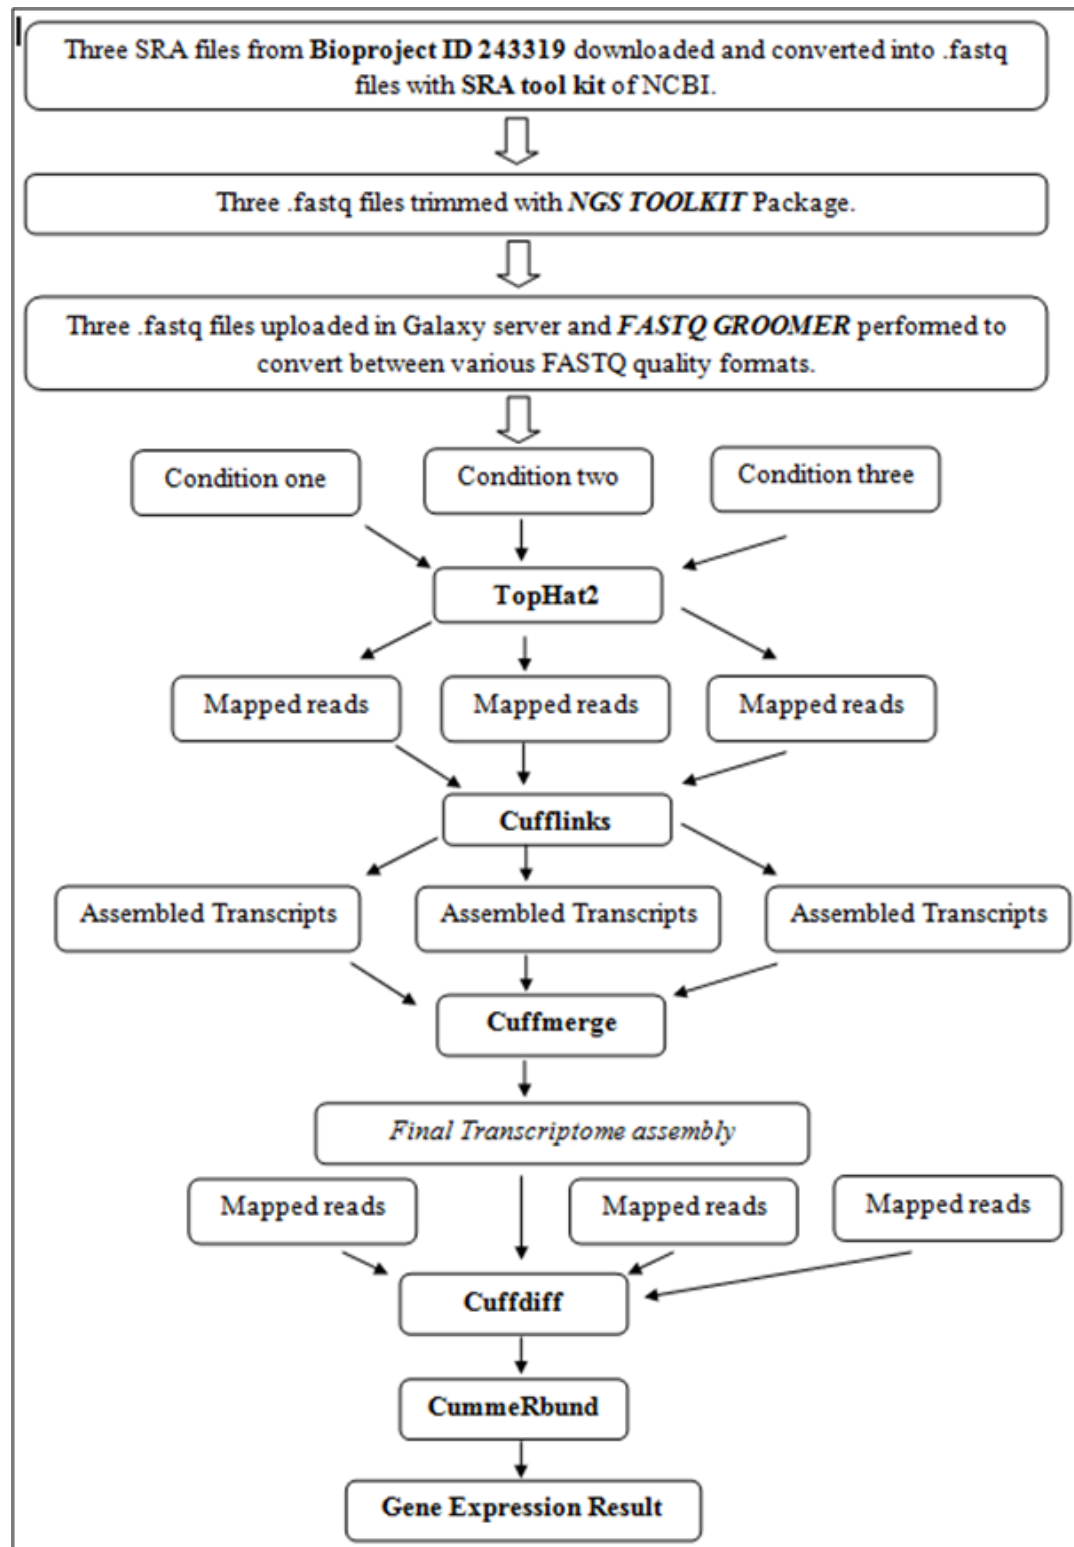 Three SRA files from Bioproject ID 243319 downloaded and converted into .fastq
files with SRA tool kit of NCBI.
Three .fastq files trimmed with NGS TOOLKIT Package.
Three .fastq files uploaded in Galaxy server and FASTQ GROOMER performed to
convert between various FASTQ quality formats.
Condition one
Condition two
Condition three
TopHat2
Mapped reads
Mapped reads
Mapped reads
Cufflinks
Assembled Transcripts
Assembled Transcripts
Assembled Transcripts
Cuffmerge
Final Transcriptome assembly
Mapped reads
Mapped reads
Mapped reads
Cuffdiff
CummeRbund
Gene Expression Result